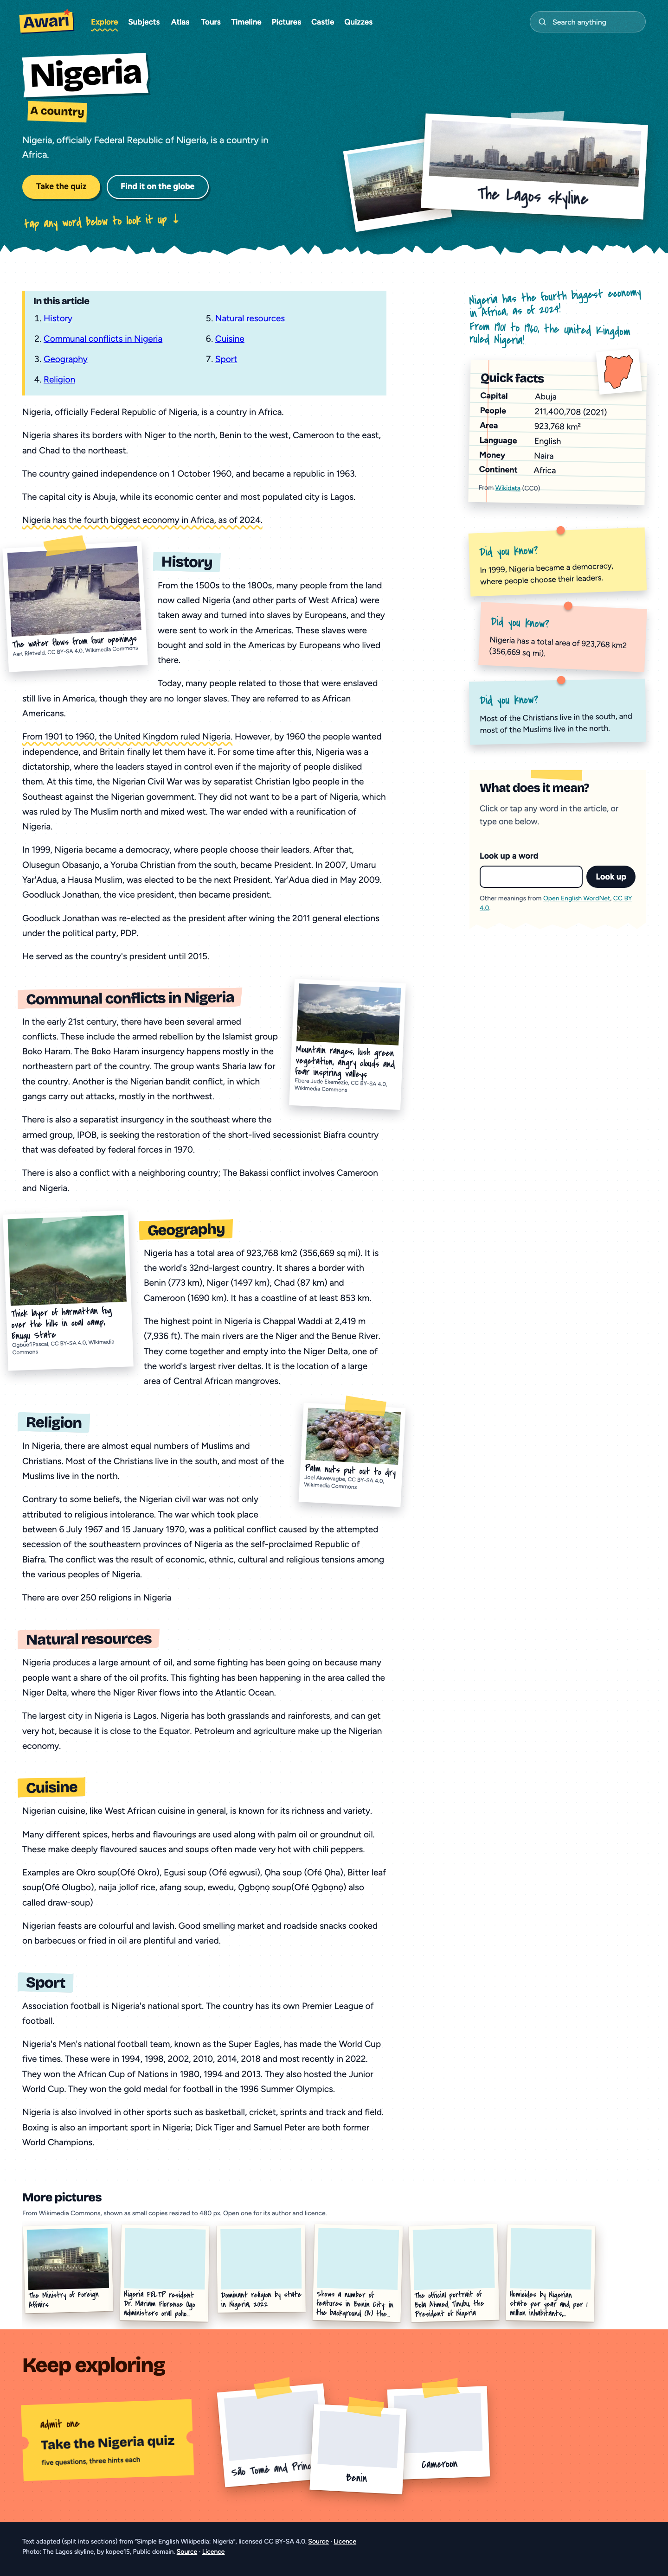 Awari
Explore Subjects Atlas Tours Timeline Pictures Castle Quizzes
Search anything
Nigeria
A country
Nigeria, officially Federal Republic of Nigeria, is a country in
Africa.
Take the quiz
Find it on the globe
tap any word below to look it up ↓
The Lagos skyline
In this article
1. History
2. Communal conflicts in Nigeria
3. Geography
4. Religion
5. Natural resources
6. Cuisine
7. Sport
Nigeria, officially Federal Republic of Nigeria, is a country in Africa.
Nigeria shares its borders with Niger to the north, Benin to the west, Cameroon to the east,
and Chad to the northeast.
The country gained independence on 1 October 1960, and became a republic in 1963.
The capital city is Abuja, while its economic center and most populated city is Lagos.
Nigeria has the fourth biggest economy in Africa, as of 2024.
The water flows from four openings
Aart Rietveld, CC BY-SA 4.0, Wikimedia Commons
History
From the 1500s to the 1800s, many people from the land
now called Nigeria (and other parts of West Africa) were
taken away and turned into slaves by Europeans, and they
were sent to work in the Americas. These slaves were
bought and sold in the Americas by Europeans who lived
there.
Today, many people related to those that were enslaved
still live in America, though they are no longer slaves. They are referred to as African
Americans.
From 1901 to 1960, the United Kingdom ruled Nigeria. However, by 1960 the people wanted
independence, and Britain finally let them have it. For some time after this, Nigeria was a
dictatorship, where the leaders stayed in control even if the majority of people disliked
them. At this time, the Nigerian Civil War was by separatist Christian Igbo people in the
Southeast against the Nigerian government. They did not want to be a part of Nigeria, which
was ruled by The Muslim north and mixed west. The war ended with a reunification of
Nigeria.
In 1999, Nigeria became a democracy, where people choose their leaders. After that,
Olusegun Obasanjo, a Yoruba Christian from the south, became President. In 2007, Umaru
Yar'Adua, a Hausa Muslim, was elected to be the next President. Yar'Adua died in May 2009.
Goodluck Jonathan, the vice president, then became president.
Goodluck Jonathan was re-elected as the president after wining the 2011 general elections
under the political party, PDP.
He served as the country's president until 2015.
Communal conflicts in Nigeria
In the early 21st century, there have been several armed
conflicts. These include the armed rebellion by the Islamist group
Boko Haram. The Boko Haram insurgency happens mostly in the
northeastern part of the country. The group wants Sharia law for
the country. Another is the Nigerian bandit conflict, in which
gangs carry out attacks, mostly in the northwest.
There is also a separatist insurgency in the southeast where the
armed group, IPOB, is seeking the restoration of the short-lived secessionist Biafra country
that was defeated by federal forces in 1970.
There is also a conflict with a neighboring country; The Bakassi conflict involves Cameroon
and Nigeria.
Mountain ranges, lush green
vegetation, angry clouds and
fear inspiring valleys
Ebere Jude Ekemezie, CC BY-SA 4.0,
Wikimedia Commons
Thick layer of harmattan fog
over the hills in coal camp,
Enugu State
OgbuefiPascal, CC BY-SA 4.0, Wikimedia
Commons
Geography
Nigeria has a total area of 923,768 km2 (356,669 sq mi). It is
the world's 32nd-largest country. It shares a border with
Benin (773 km), Niger (1497 km), Chad (87 km) and
Cameroon (1690 km). It has a coastline of at least 853 km.
The highest point in Nigeria is Chappal Waddi at 2,419 m
(7,936 ft). The main rivers are the Niger and the Benue River.
They come together and empty into the Niger Delta, one of
the world's largest river deltas. It is the location of a large
area of Central African mangroves.
Religion
In Nigeria, there are almost equal numbers of Muslims and
Christians. Most of the Christians live in the south, and most of the
Muslims live in the north.
Contrary to some beliefs, the Nigerian civil war was not only
attributed to religious intolerance. The war which took place
between 6 July 1967 and 15 January 1970, was a political conflict caused by the attempted
secession of the southeastern provinces of Nigeria as the self-proclaimed Republic of
Biafra. The conflict was the result of economic, ethnic, cultural and religious tensions among
the various peoples of Nigeria.
There are over 250 religions in Nigeria
Palm nuts put out to dry
Joel Akwevagbe, CC BY-SA 4.0,
Wikimedia Commons
Natural resources
Nigeria produces a large amount of oil, and some fighting has been going on because many
people want a share of the oil profits. This fighting has been happening in the area called the
Niger Delta, where the Niger River flows into the Atlantic Ocean.
The largest city in Nigeria is Lagos. Nigeria has both grasslands and rainforests, and can get
very hot, because it is close to the Equator. Petroleum and agriculture make up the Nigerian
economy.
Cuisine
Nigerian cuisine, like West African cuisine in general, is known for its richness and variety.
Many different spices, herbs and flavourings are used along with palm oil or groundnut oil.
These make deeply flavoured sauces and soups often made very hot with chili peppers.
Examples are Okro soup(Ofé Okro), Egusi soup (Ofé egwusi), Ọha soup (Ofé Ọha), Bitter leaf
soup(Ofé Olugbo), naija jollof rice, afang soup, ewedu, Ọgbọnọ soup(Ofé Ọgbọnọ) also
called draw-soup)
Nigerian feasts are colourful and lavish. Good smelling market and roadside snacks cooked
on barbecues or fried in oil are plentiful and varied.
Sport
Association football is Nigeria's national sport. The country has its own Premier League of
football.
Nigeria's Men's national football team, known as the Super Eagles, has made the World Cup
five times. These were in 1994, 1998, 2002, 2010, 2014, 2018 and most recently in 2022.
They won the African Cup of Nations in 1980, 1994 and 2013. They also hosted the Junior
World Cup. They won the gold medal for football in the 1996 Summer Olympics.
Nigeria is also involved in other sports such as basketball, cricket, sprints and track and field.
Boxing is also an important sport in Nigeria; Dick Tiger and Samuel Peter are both former
World Champions.
Nigeria has the fourth biggest economy
in Africa, as of 2024!
From 1901 to 1960, the United Kingdom
ruled Nigeria!
Quick facts
Capital Abuja
People 211,400,708 (2021)
Area 923,768 km²
Language English
Money Naira
Continent Africa
From Wikidata (CC0)
Did you know?
In 1999, Nigeria became a democracy,
where people choose their leaders.
Did you know?
Nigeria has a total area of 923,768 km2
(356,669 sq mi).
Did you know?
Most of the Christians live in the south, and
most of the Muslims live in the north.
What does it mean?
Click or tap any word in the article, or
type one below.
Look up a word
Look up
Other meanings from Open English WordNet, CC BY
4.0.
More pictures
From Wikimedia Commons, shown as small copies resized to 480 px. Open one for its author and licence.
The Ministry of Foreign
Affairs
Nigeria FELTP resident
Dr. Mariam Florence Ogo
administers oral polio…
Dominant religion by state
in Nigeria, 2022
Shows a number of
features in Benin City in
the background (A) the…
The official portrait of
Bola Ahmed Tinubu, the
President of Nigeria
Homicides by Nigerian
state per year and per 1
million inhabitants,…
Keep exploring
admit one
Take the Nigeria quiz
five questions, three hints each
São Tomé and Prínc
Benin
Cameroon
Text adapted (split into sections) from "Simple English Wikipedia: Nigeria", licensed CC BY-SA 4.0. Source · Licence
Photo: The Lagos skyline, by kopee15, Public domain. Source · Licence